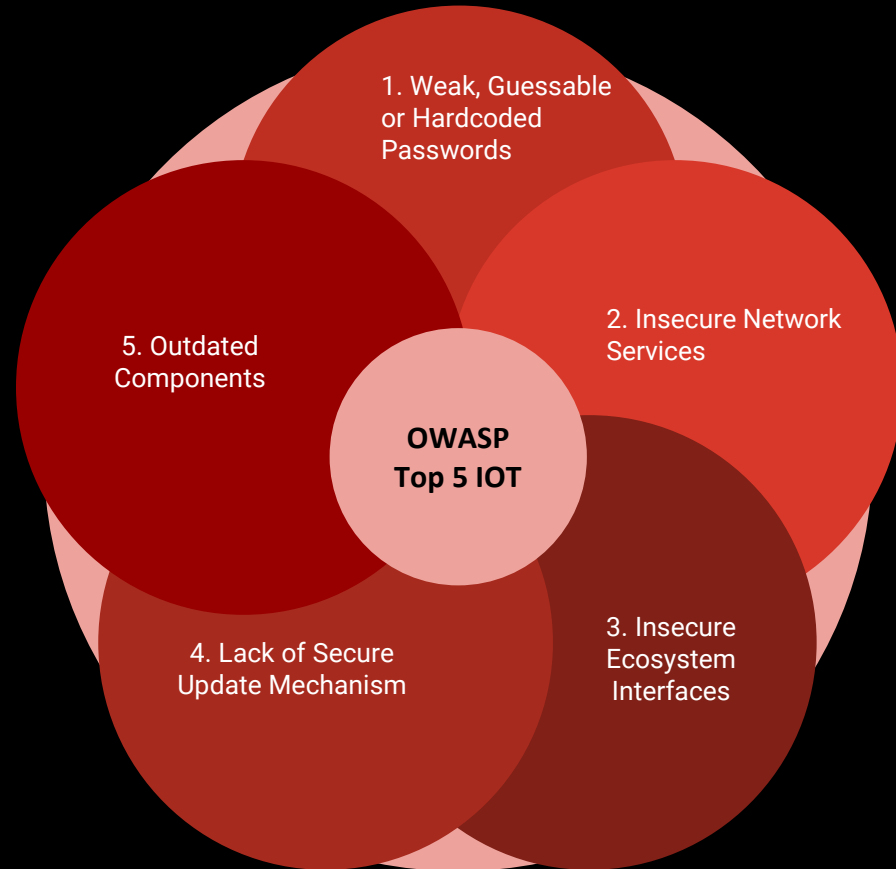 1. Weak, Guessable
or Hardcoded
Passwords
2. Insecure Network
Services
5. Outdated
Components
OWASP
Top 5 IOT
3. Insecure
Ecosystem
Interfaces
4. Lack of Secure
Update Mechanism